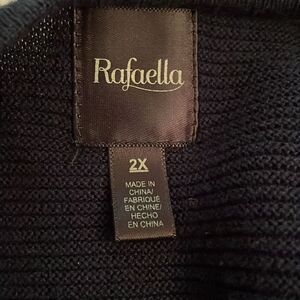 Rafaella
2X
MADE IN
CHINA/
FABRIQUÉ
EN CHINE/
HECHO
EN CHINA